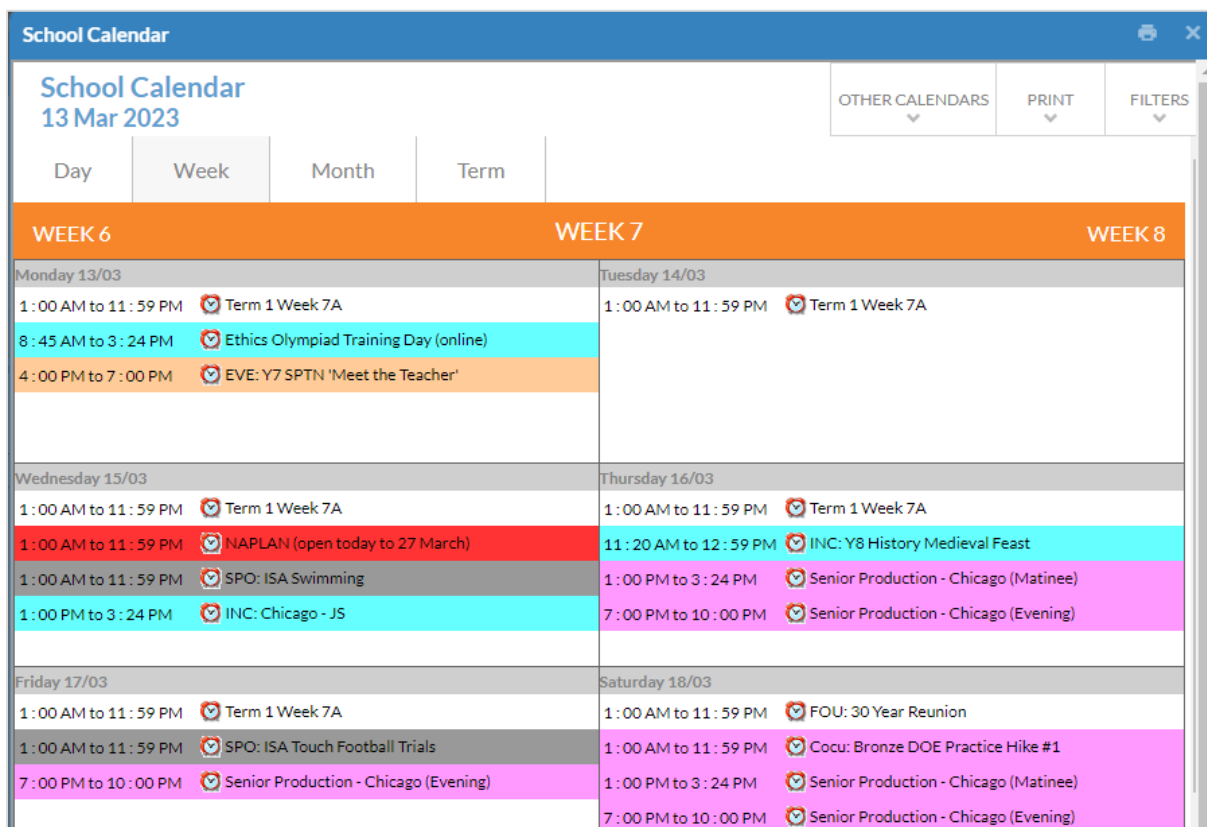 School Calendar
School Calendar
13 Mar 2023
OTHER CALENDARS
PRINT
FILTERS
Day
Week
Month
Term
WEEK 6
WEEK 7
WEEK 8
Monday 13/03
1:00 AM to 11:59 PM Term 1 Week 7A
8:45 AM to 3:24 PM Ethics Olympiad Training Day (online)
4:00 PM to 7:00 PM EVE: Y7 SPTN 'Meet the Teacher'
Tuesday 14/03
1:00 AM to 11:59 PM Term 1 Week 7A
Wednesday 15/03
1:00 AM to 11:59 PM Term 1 Week 7A
1:00 AM to 11:59 PM NAPLAN (open today to 27 March)
1:00 AM to 11:59 PM SPO: ISA Swimming
1:00 PM to 3:24 PM INC: Chicago - JS
Thursday 16/03
1:00 AM to 11:59 PM Term 1 Week 7A
11:20 AM to 12:59 PM INC: Y8 History Medieval Feast
1:00 PM to 3:24 PM Senior Production - Chicago (Matinee)
7:00 PM to 10:00 PM Senior Production - Chicago (Evening)
Friday 17/03
1:00 AM to 11:59 PM Term 1 Week 7A
1:00 AM to 11:59 PM SPO: ISA Touch Football Trials
7:00 PM to 10:00 PM Senior Production - Chicago (Evening)
Saturday 18/03
1:00 AM to 11:59 PM FOU: 30 Year Reunion
1:00 AM to 11:59 PM Cocu: Bronze DOE Practice Hike #1
1:00 PM to 3:24 PM Senior Production - Chicago (Matinee)
7:00 PM to 10:00 PM Senior Production - Chicago (Evening)